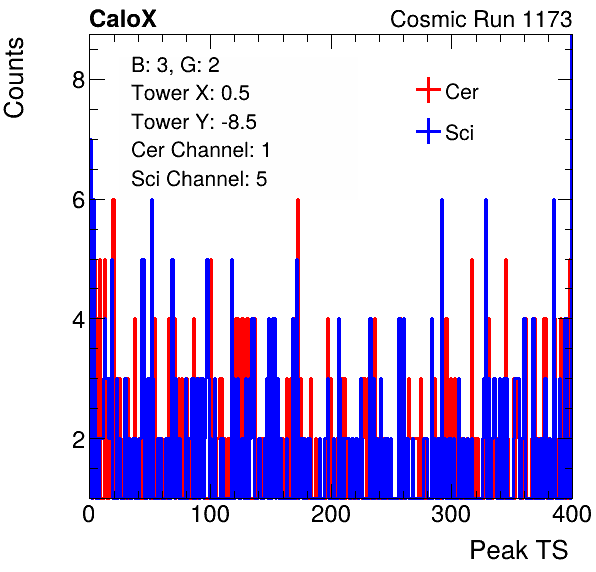 CaloX
Cosmic Run 1173
Counts
B: 3, G: 2
Tower X: 0.5
Tower Y: -8.5
Cer Channel: 1
Sci Channel: 5
Cer
Sci
8
6
4
2
0 100 200 300 400
Peak TS